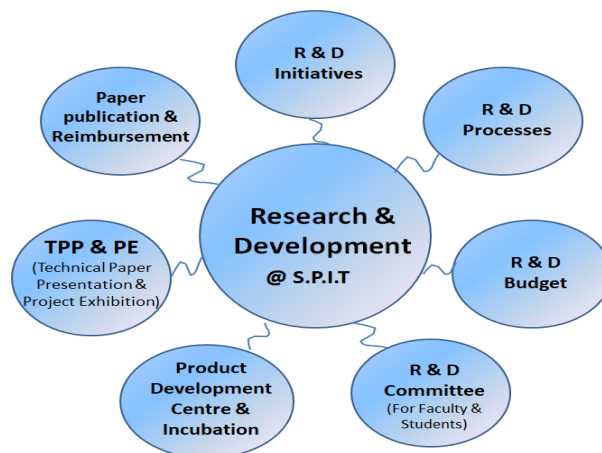 R & D
Initiatives
Paper
publication &
Reimbursement
R & D
Processes
Research &
Development
@ S.P.I.T
TPP & PE
(Technical Paper
Presentation &
Project Exhibition)
R & D
Budget
Product
Development
Centre &
Incubation
R & D
Committee
(For Faculty &
Students)